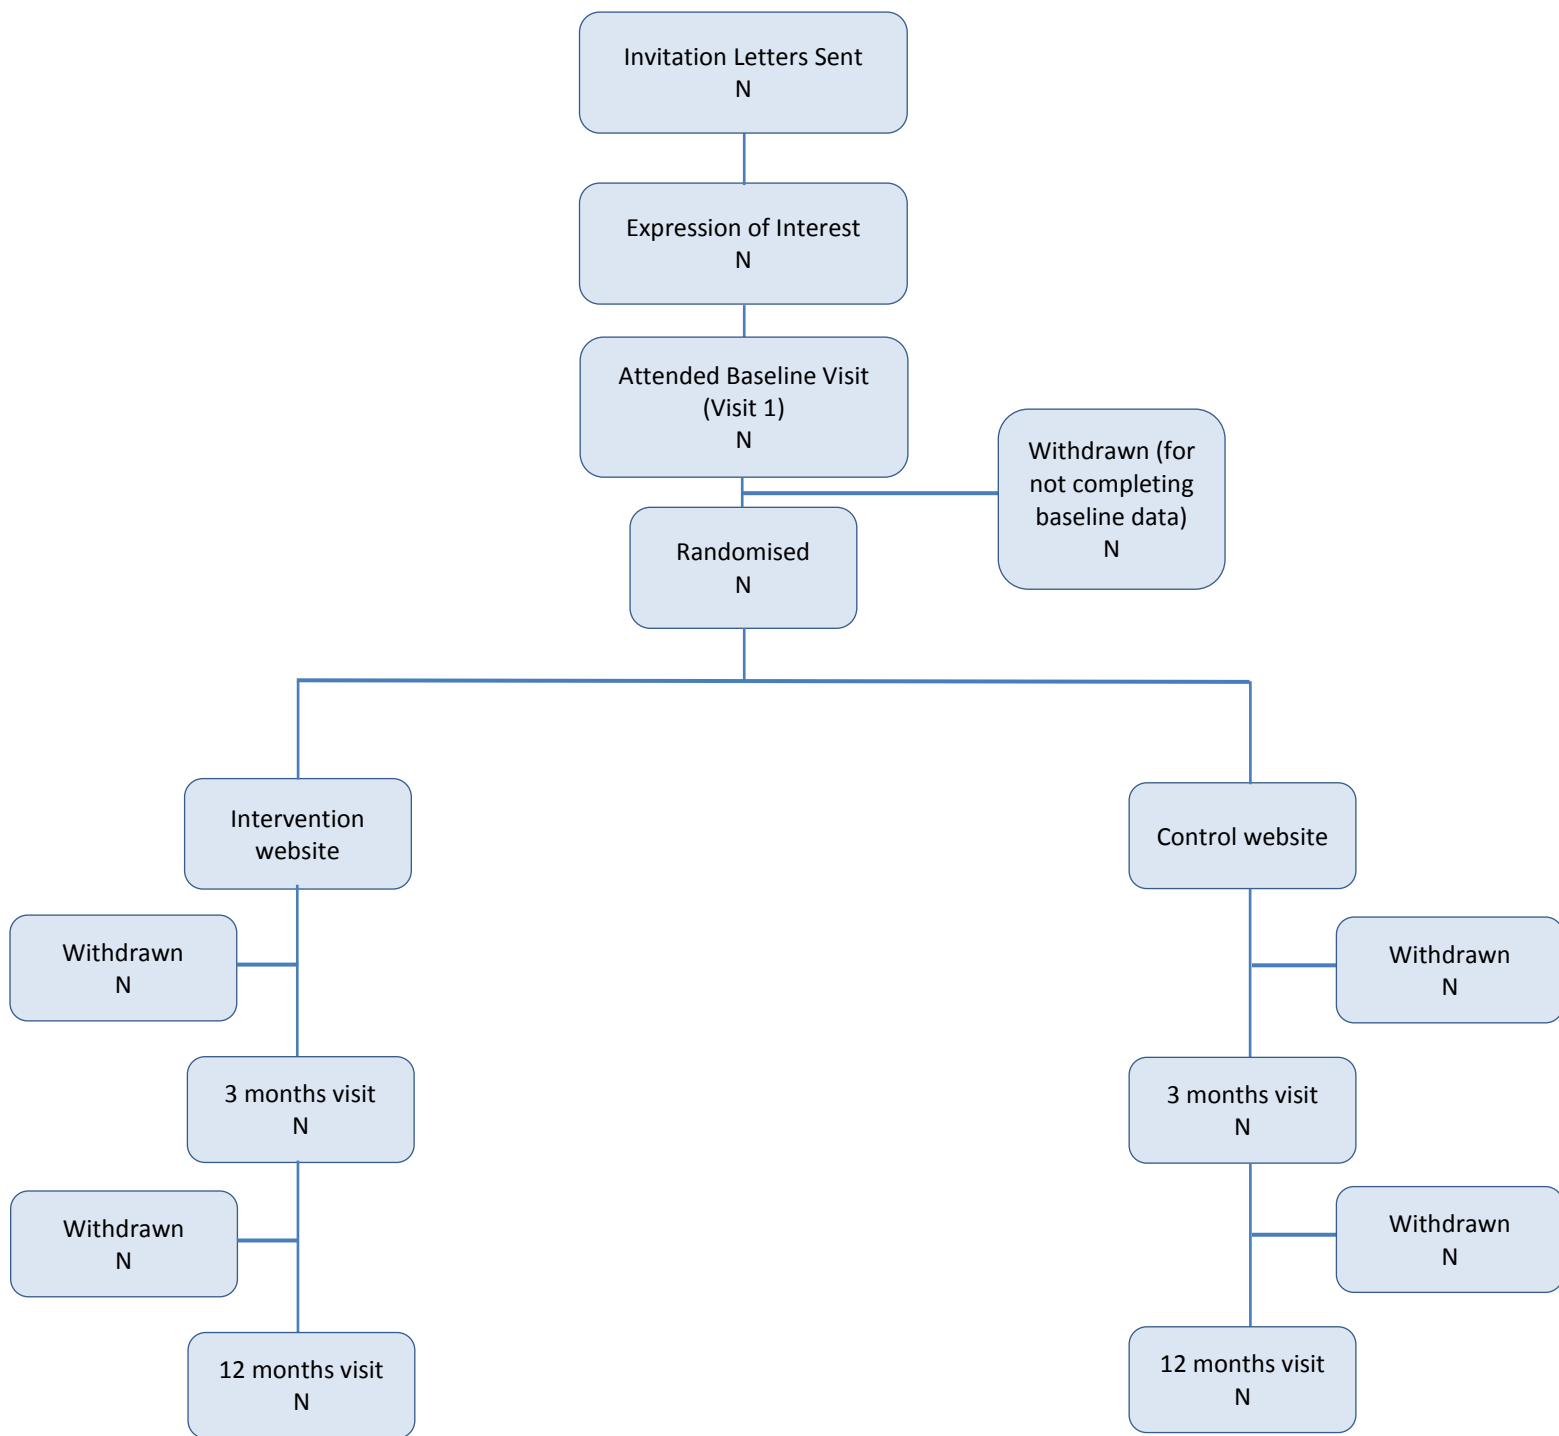 Invitation Letters Sent
N
Expression of Interest
N
Attended Baseline Visit
(Visit 1)
N
Withdrawn (for
not completing
baseline data)
N
Randomised
N
Intervention
website
Control website
Withdrawn
N
Withdrawn
N
3 months visit
N
3 months visit
N
Withdrawn
N
Withdrawn
N
12 months visit
N
12 months visit
N